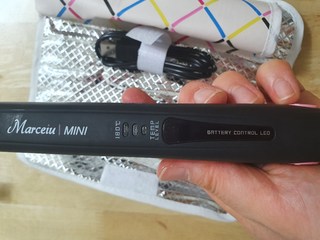 Marceiu | MINI
180℃
TEMP
LEVEL
BATTERY CONTROL LED